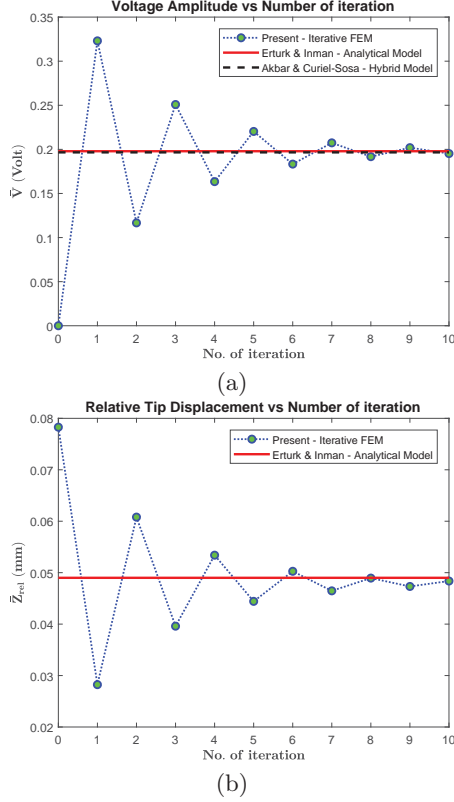 Voltage Amplitude vs Number of iteration
0.35
0.3
0.25
0.2
0.15
0.1
0.05
0
V̄ (Volt)
Present - Iterative FEM
Erturk & Inman - Analytical Model
Akbar & Curiel-Sosa - Hybrid Model
0 1 2 3 4 5 6 7 8 9 10
No. of iteration
(a)
Relative Tip Displacement vs Number of iteration
0.08
0.07
0.06
0.05
0.04
0.03
0.02
Z̄rel (mm)
Present - Iterative FEM
Erturk & Inman - Analytical Model
0 1 2 3 4 5 6 7 8 9 10
No. of iteration
(b)